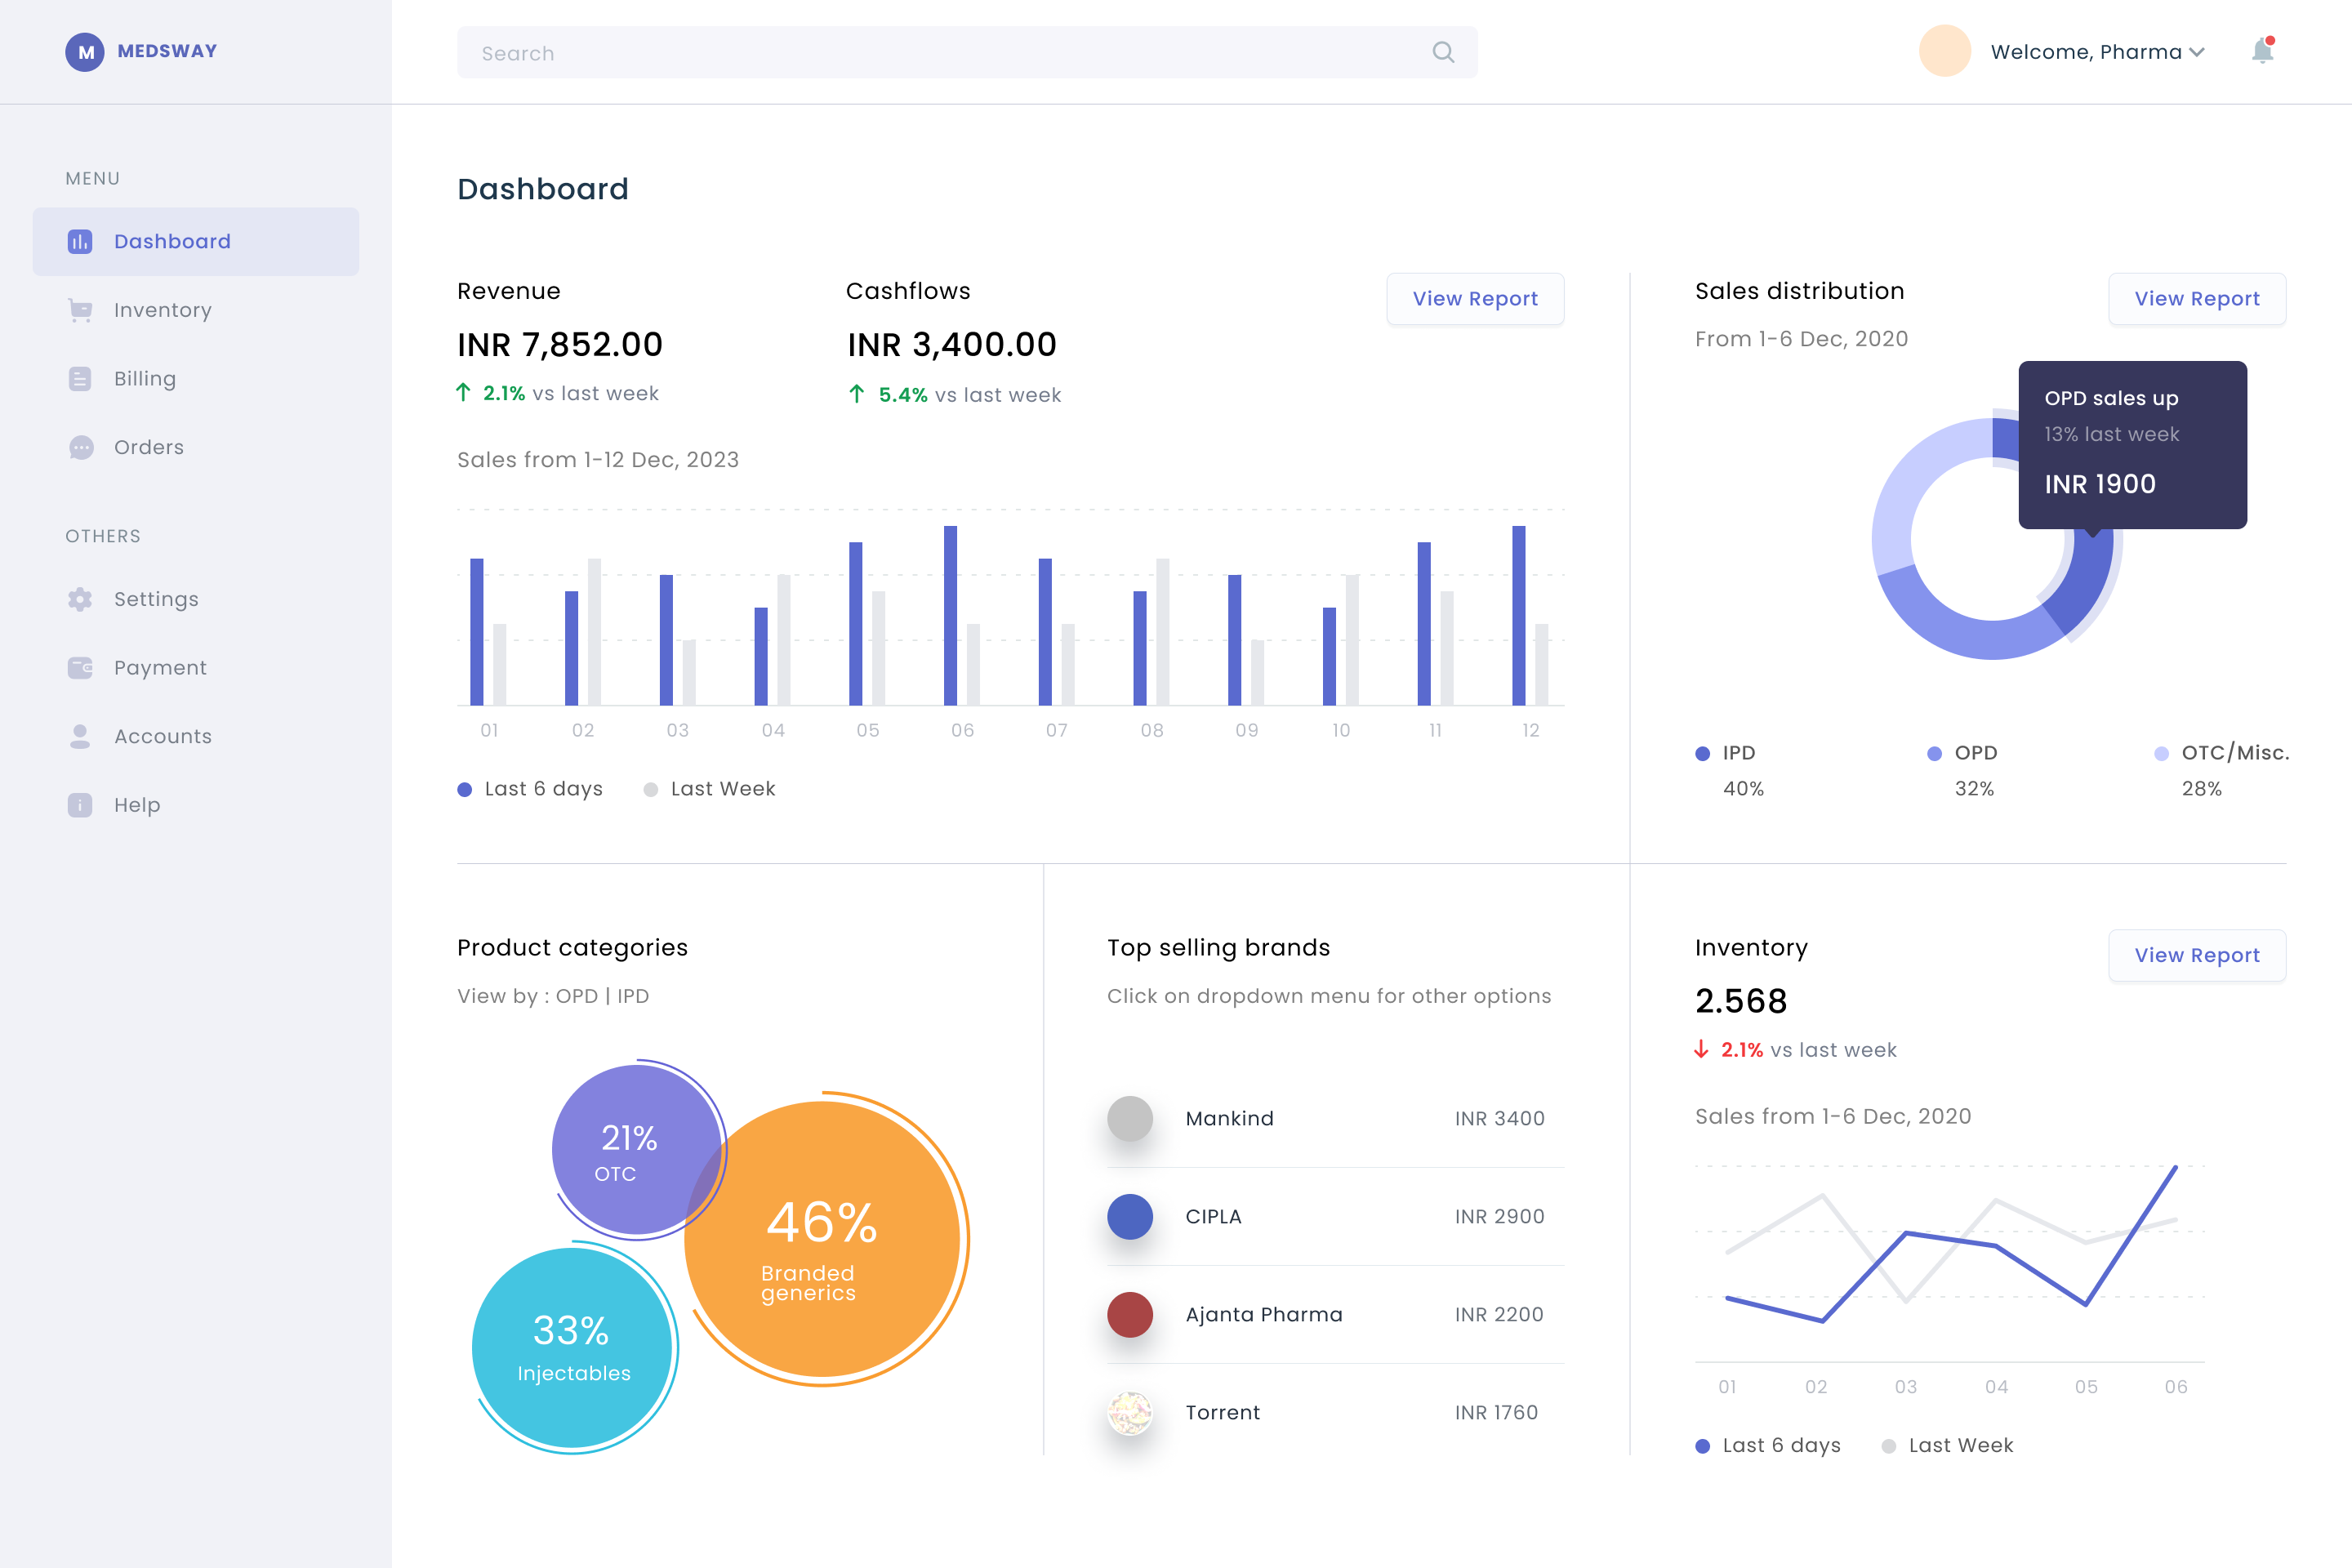 M MEDSWAY
Search
Welcome, Pharma
MENU
Dashboard
Inventory
Billing
Orders
OTHERS
Settings
Payment
Accounts
Help
Dashboard
Revenue
INR 7,852.00
2.1% vs last week
Cashflows
INR 3,400.00
5.4% vs last week
View Report
Sales from 1-12 Dec, 2023
01 02 03 04 05 06 07 08 09 10 11 12
Last 6 days Last Week
Sales distribution
View Report
From 1-6 Dec, 2020
OPD sales up
13% last week
INR 1900
IPD OPD OTC/Misc.
40% 32% 28%
Product categories
View by : OPD | IPD
21%
OTC
46%
Branded
generics
33%
Injectables
Top selling brands
Click on dropdown menu for other options
Mankind INR 3400
CIPLA INR 2900
Ajanta Pharma INR 2200
Torrent INR 1760
Inventory
View Report
2.568
2.1% vs last week
Sales from 1-6 Dec, 2020
01 02 03 04 05 06
Last 6 days Last Week